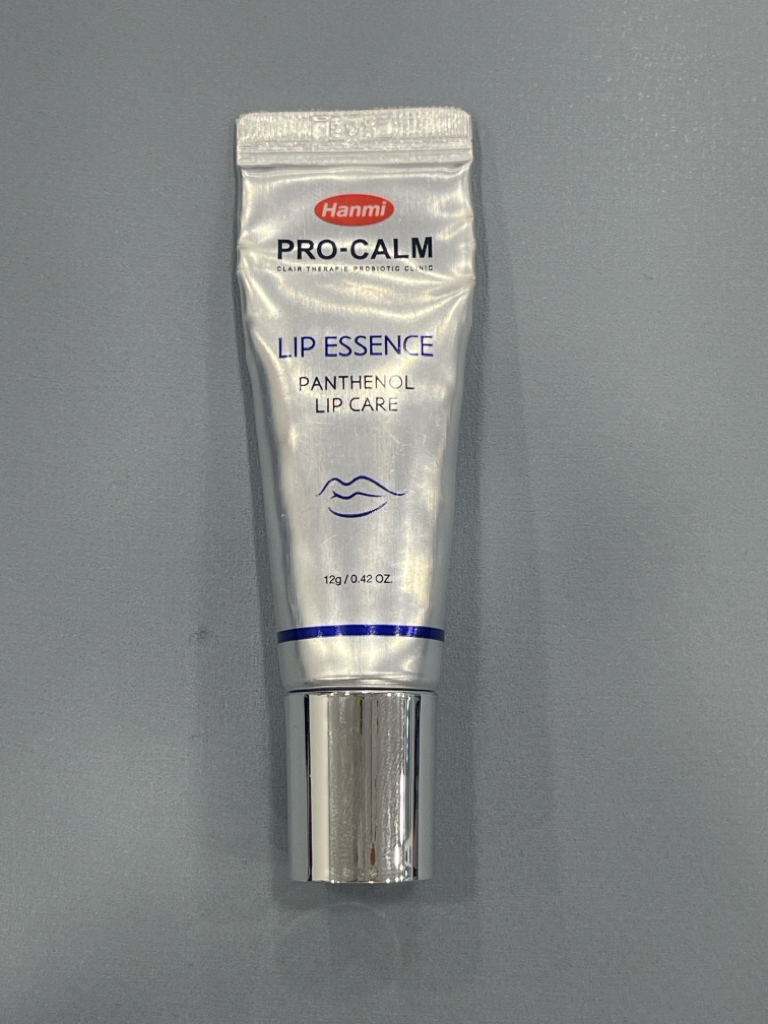 Hanmi
PRO-CALM
CLAIR THERAPIE PROBIOTIC CLINIC
LIP ESSENCE
PANTHENOL
LIP CARE
12g / 0.42 OZ.